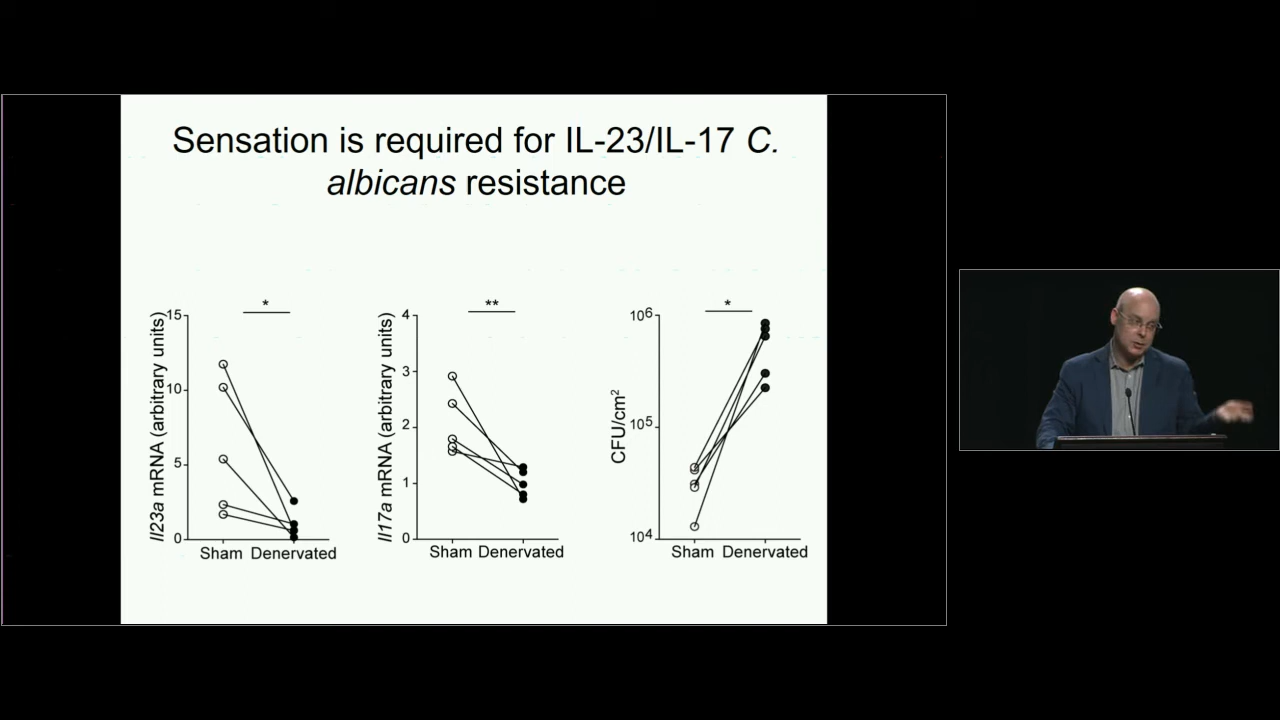 Sensation is required for IL-23/IL-17 C.
albicans resistance
*
Il23a mRNA (arbitrary units)
15
10
5
0
Sham Denervated
**
Il17a mRNA (arbitrary units)
4
3
2
1
0
Sham Denervated
*
CFU/cm²
10⁶
10⁵
10⁴
Sham Denervated